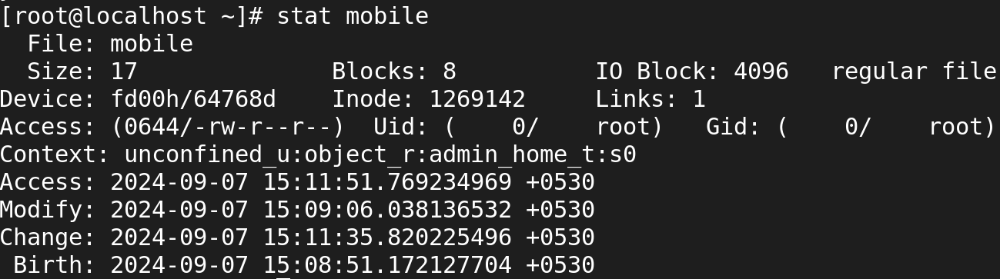 [root@localhost ~]# stat mobile
  File: mobile
  Size: 17              Blocks: 8          IO Block: 4096   regular file
Device: fd00h/64768d    Inode: 1269142     Links: 1
Access: (0644/-rw-r--r--)  Uid: (    0/    root)   Gid: (    0/    root)
Context: unconfined_u:object_r:admin_home_t:s0
Access: 2024-09-07 15:11:51.769234969 +0530
Modify: 2024-09-07 15:09:06.038136532 +0530
Change: 2024-09-07 15:11:35.820225496 +0530
 Birth: 2024-09-07 15:08:51.172127704 +0530